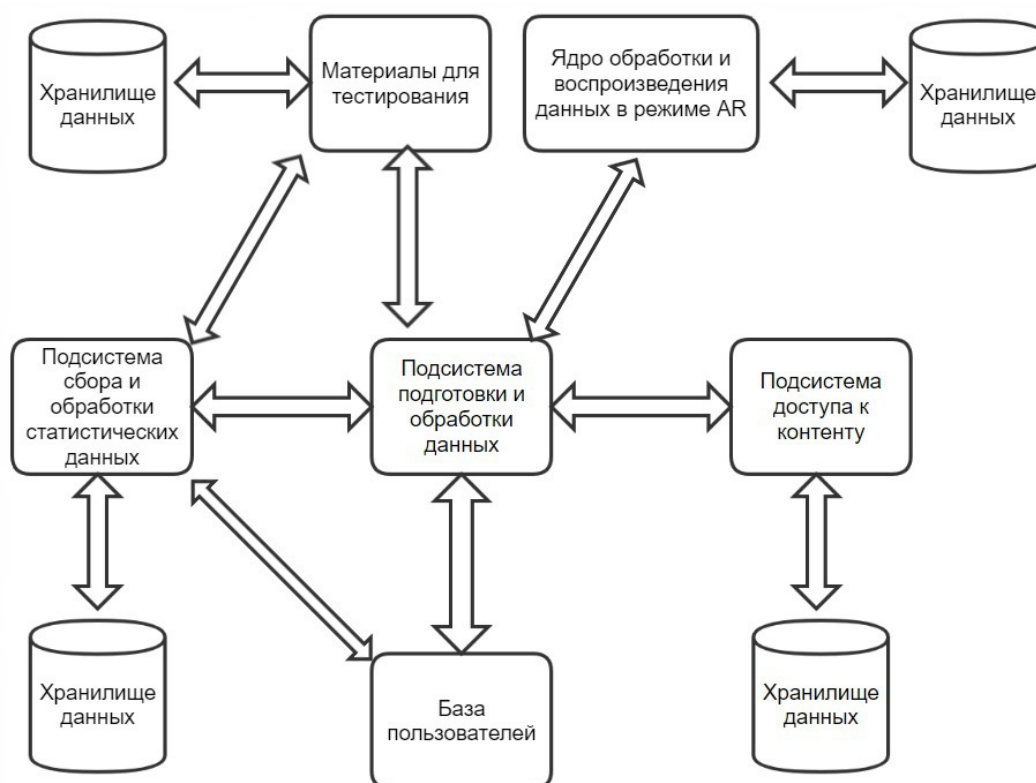 Хранилище
данных
Материалы для
тестирования
Ядро обработки и
воспроизведения
данных в режиме AR
Хранилище
данных
Подсистема
сбора и
обработки
статистических
данных
Подсистема
подготовки и
обработки
данных
Подсистема
доступа к
контенту
Хранилище
данных
База
пользователей
Хранилище
данных